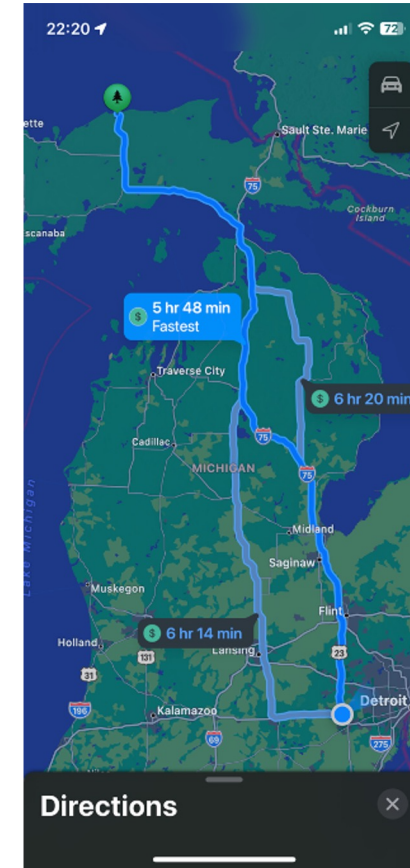 22:20
72
ette
Sault Ste. Marie
75
Cockburn
Island
scanaba
$ 5 hr 48 min
Fastest
Traverse City
$ 6 hr 20 min
75
Cadillac
MICHIGAN
75
Lake Michigan
Midland
Saginaw
Muskegon
Flint
$ 6 hr 14 min
Holland
131
Lansing
23
31
Detroit
196
Kalamazoo
69
275
Directions